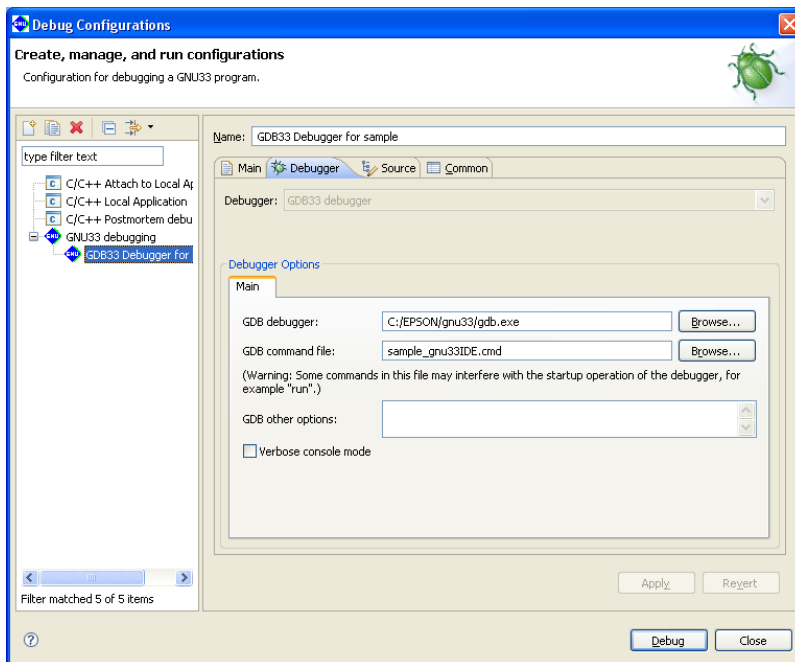 Debug Configurations
Create, manage, and run configurations
Configuration for debugging a GNU33 program.
type filter text
C/C++ Attach to Local Ap
C/C++ Local Application
C/C++ Postmortem debu
GNU33 debugging
GDB33 Debugger for
Filter matched 5 of 5 items
Name: GDB33 Debugger for sample
Main Debugger Source Common
Debugger: GDB33 debugger
Debugger Options
Main
GDB debugger: C:/EPSON/gnu33/gdb.exe Browse...
GDB command file: sample_gnu33IDE.cmd Browse...
(Warning: Some commands in this file may interfere with the startup operation of the debugger, for
example "run".)
GDB other options:
Verbose console mode
Apply Revert
Debug Close